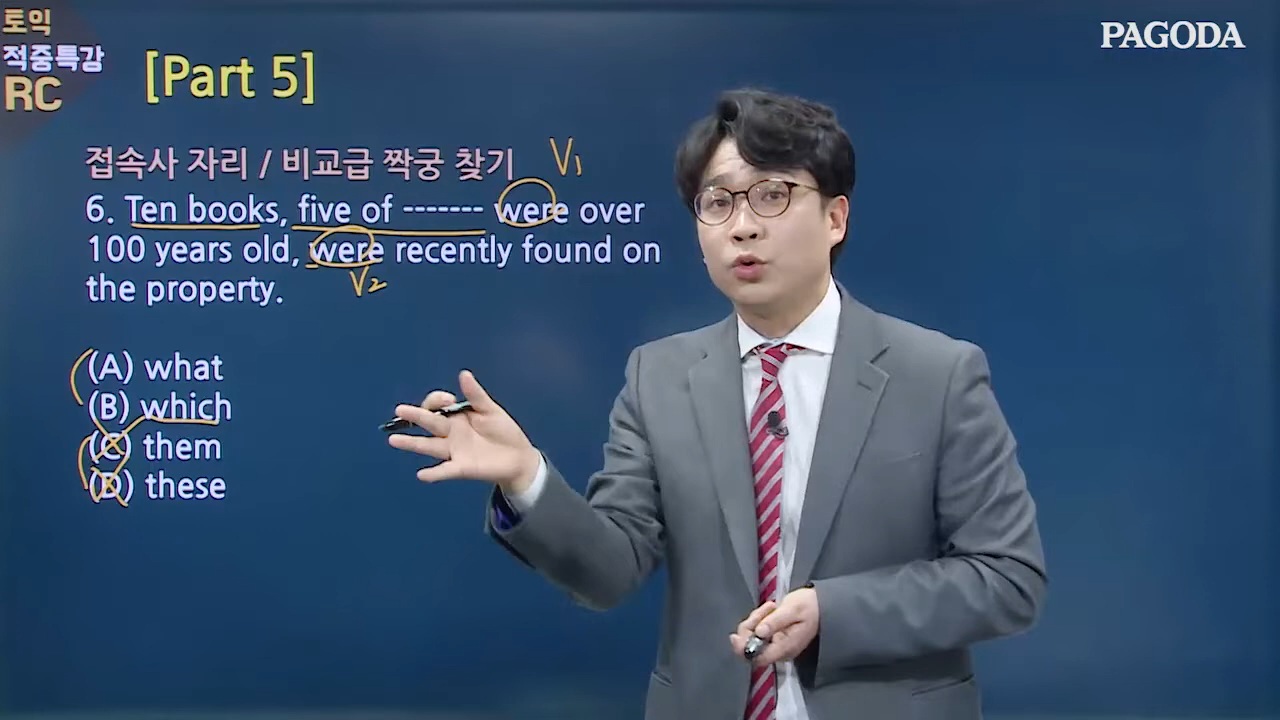 토익
적중특강
RC
PAGODA
[Part 5]
접속사 자리 / 비교급 짝궁 찾기 V₁
6. Ten books, five of ------- were over
100 years old, were recently found on
V₂
the property.
(A) what
(B) which
(C) them
(D) these